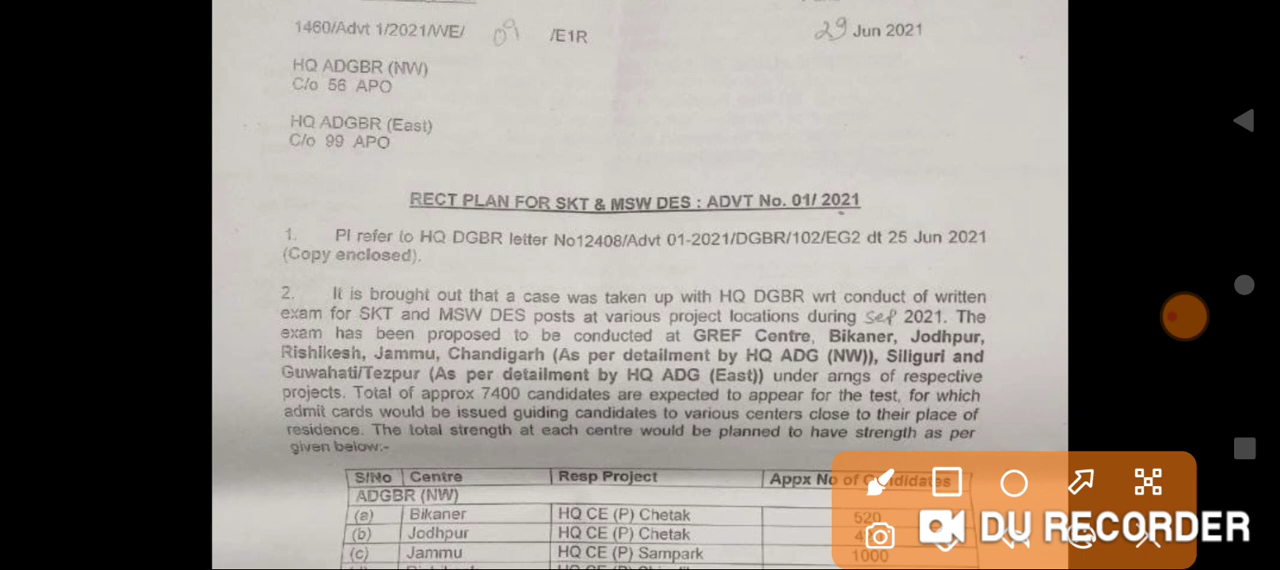 1460/Advt 1/2021/WE/ 09 /E1R
29 Jun 2021
HQ ADGBR (NW)
C/o 56 APO
HQ ADGBR (East)
C/o 99 APO
RECT PLAN FOR SKT & MSW DES : ADVT No. 01/ 2021
1. Pl refer to HQ DGBR letter No12408/Advt 01-2021/DGBR/102/EG2 dt 25 Jun 2021
(Copy enclosed).
2. It is brought out that a case was taken up with HQ DGBR wrt conduct of written
exam for SKT and MSW DES posts at various project locations during Sep 2021. The
exam has been proposed to be conducted at GREF Centre, Bikaner, Jodhpur,
Rishikesh, Jammu, Chandigarh (As per detailment by HQ ADG (NW)), Siliguri and
Guwahati/Tezpur (As per detailment by HQ ADG (East)) under arngs of respective
projects. Total of approx 7400 candidates are expected to appear for the test, for which
admit cards would be issued guiding candidates to various centers close to their place of
residence. The total strength at each centre would be planned to have strength as per
given below:-
S/No Centre Resp Project Appx No of Candidates
ADGBR (NW)
(a) Bikaner HQ CE (P) Chetak 520
(b) Jodhpur HQ CE (P) Chetak
(c) Jammu HQ CE (P) Sampark 1000
DU RECORDER